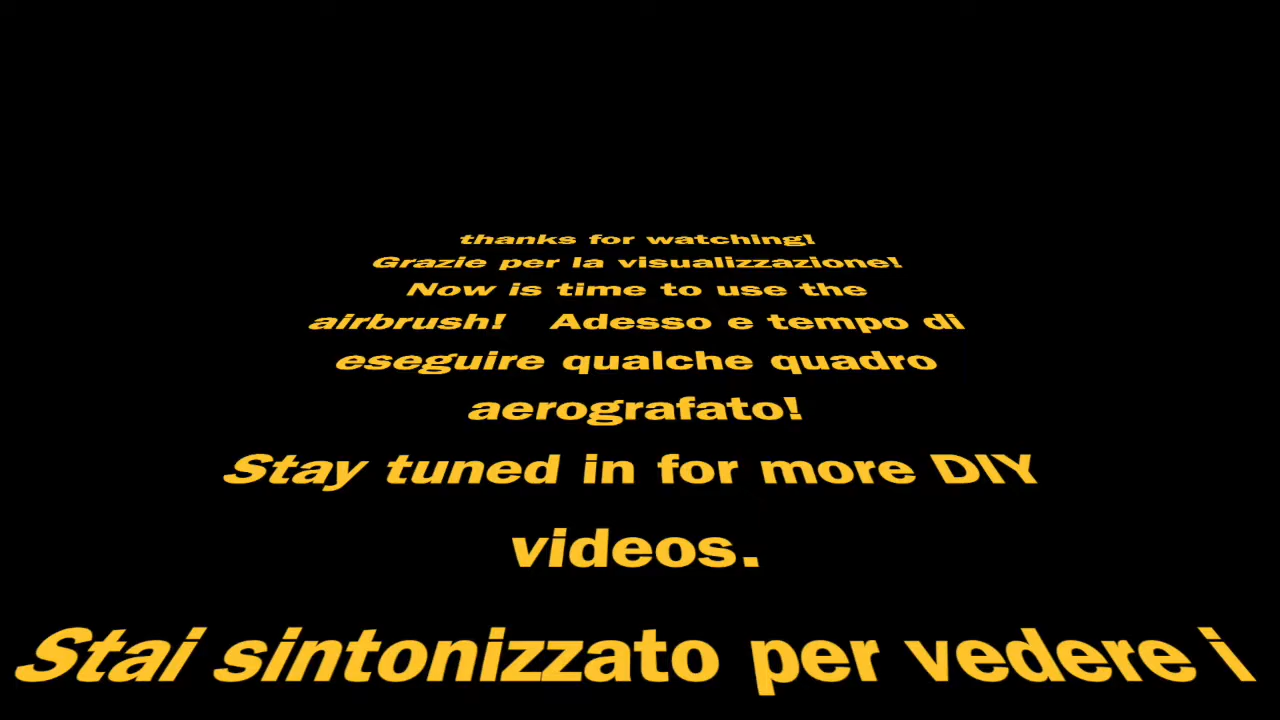 thanks for watching!
Grazie per la visualizzazione!
Now is time to use the
airbrush! Adesso e tempo di
eseguire qualche quadro
aerografato!
Stay tuned in for more DIY
videos.
Stai sintonizzato per vedere i